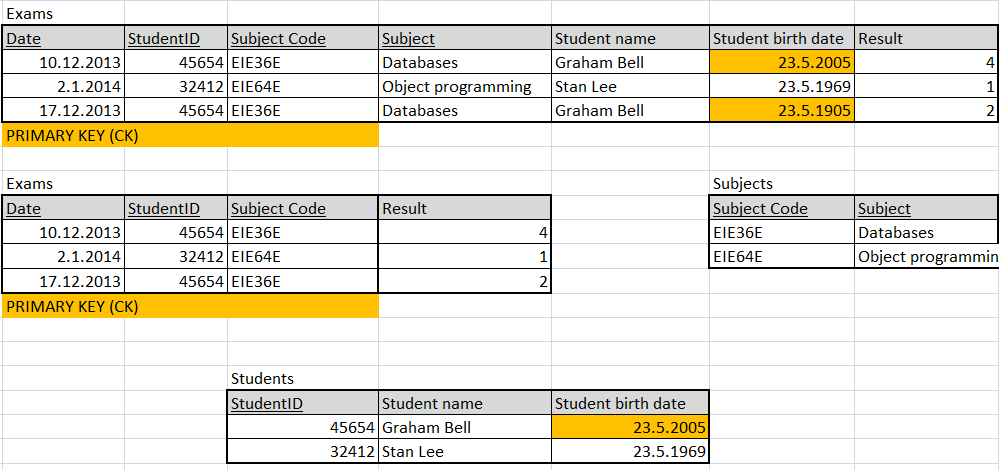 Exams
Date StudentID Subject Code Subject Student name Student birth date Result
10.12.2013 45654 EIE36E Databases Graham Bell 23.5.2005 4
2.1.2014 32412 EIE64E Object programming Stan Lee 23.5.1969 1
17.12.2013 45654 EIE36E Databases Graham Bell 23.5.1905 2
PRIMARY KEY (CK)
Exams Subjects
Date StudentID Subject Code Result Subject Code Subject
10.12.2013 45654 EIE36E 4 EIE36E Databases
2.1.2014 32412 EIE64E 1 EIE64E Object programmin
17.12.2013 45654 EIE36E 2
PRIMARY KEY (CK)
Students
StudentID Student name Student birth date
45654 Graham Bell 23.5.2005
32412 Stan Lee 23.5.1969